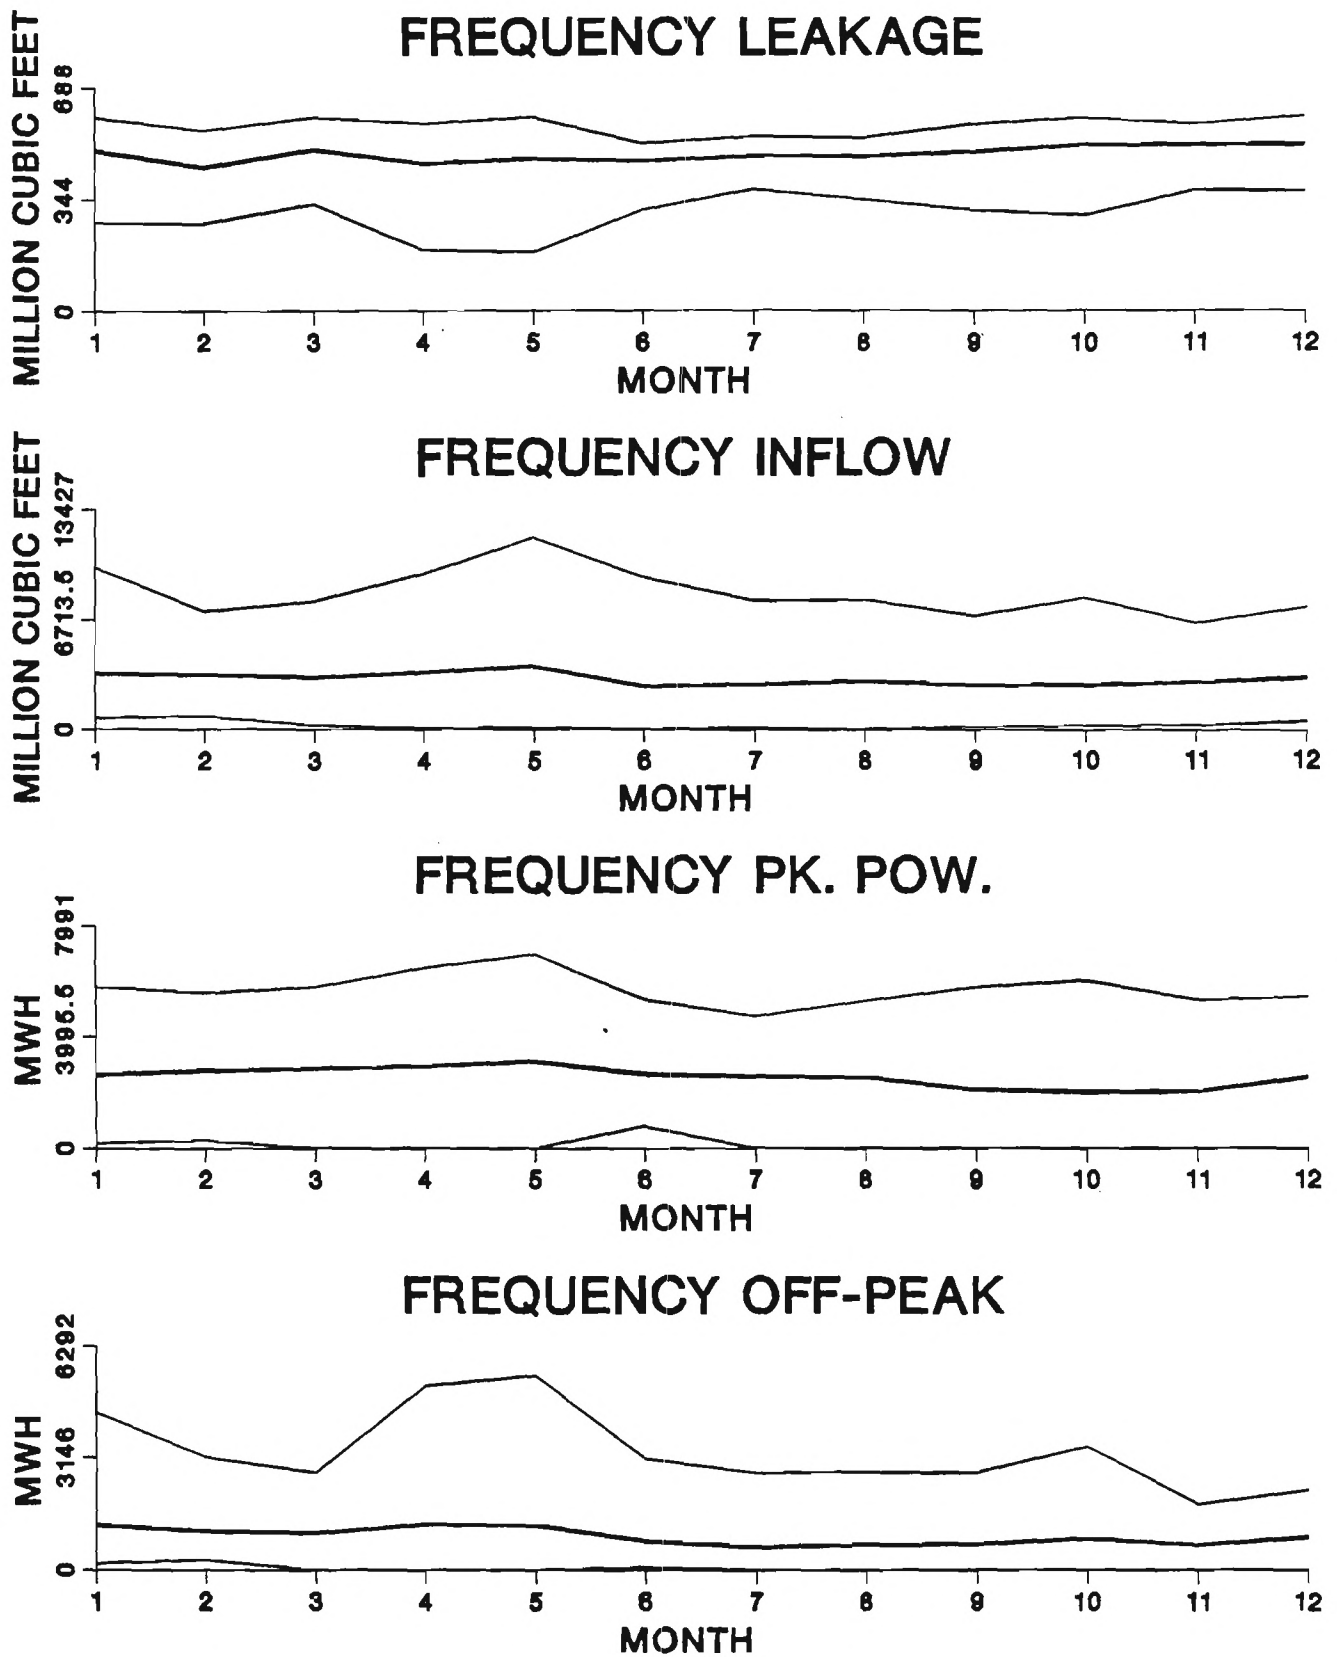 FREQUENCY LEAKAGE
MILLION CUBIC FEET
688
344
0
1 2 3 4 5 6 7 8 9 10 11 12
MONTH
FREQUENCY INFLOW
MILLION CUBIC FEET
13427
6713.5
0
1 2 3 4 5 6 7 8 9 10 11 12
MONTH
FREQUENCY PK. POW.
MWH
7991
3995.5
0
1 2 3 4 5 6 7 8 9 10 11 12
MONTH
FREQUENCY OFF-PEAK
MWH
6292
3146
0
1 2 3 4 5 6 7 8 9 10 11 12
MONTH